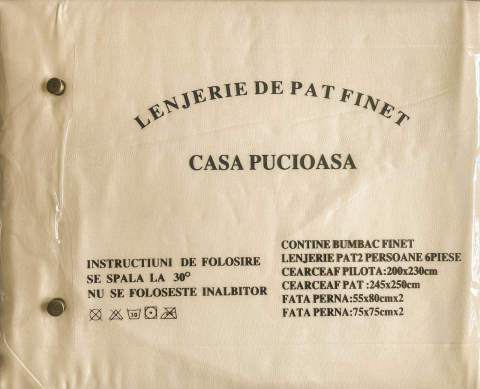 LENJERIE DE PAT FINET
CASA PUCIOASA
INSTRUCTIUNI DE FOLOSIRE
SE SPALA LA 30°
NU SE FOLOSESTE INALBITOR
30
CONTINE BUMBAC FINET
LENJERIE PAT2 PERSOANE 6PIESE
CEARCEAF PILOTA:200x230cm
CEARCEAF PAT :245x250cm
FATA PERNA:55x80cmx2
FATA PERNA:75x75cmx2